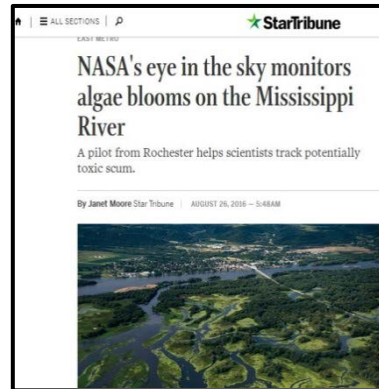 ALL SECTIONS
StarTribune
EAST METRO
NASA's eye in the sky monitors
algae blooms on the Mississippi
River
A pilot from Rochester helps scientists track potentially
toxic scum.
By Janet Moore Star Tribune | AUGUST 26, 2016 — 5:48AM